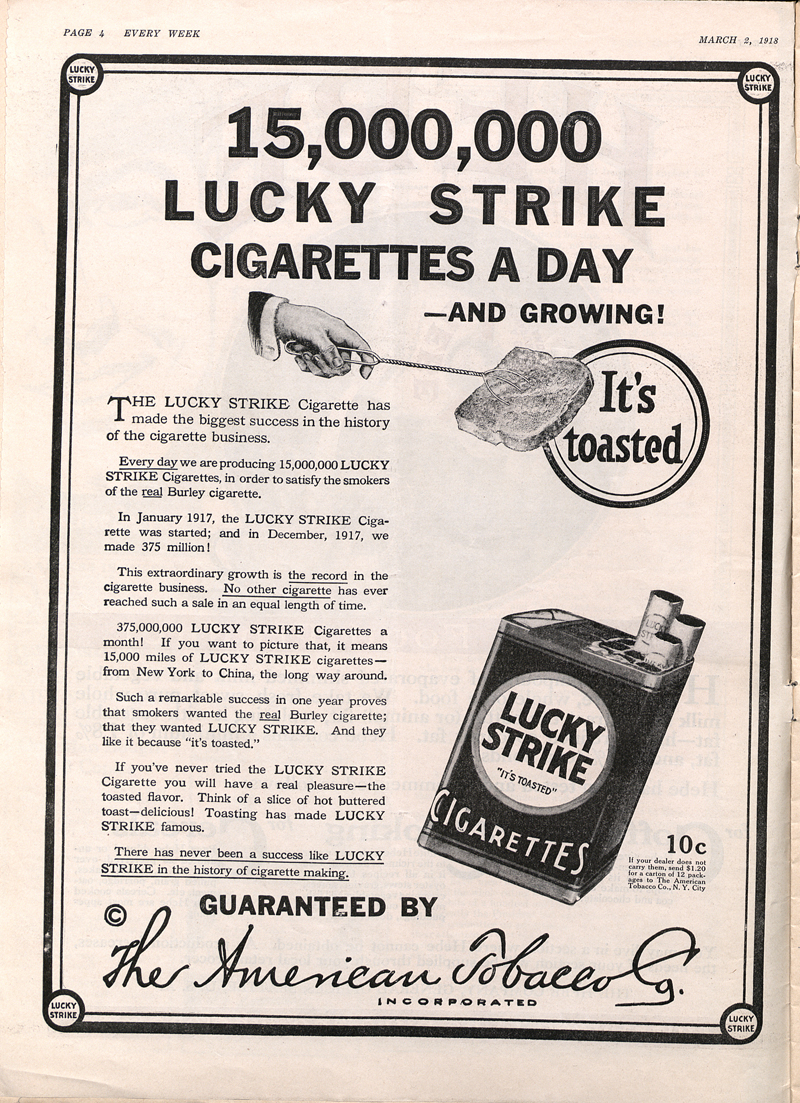 PAGE 4 EVERY WEEK
MARCH 2, 1918
LUCKY
STRIKE
LUCKY
STRIKE
15,000,000
LUCKY STRIKE
CIGARETTES A DAY
—AND GROWING!
It's
toasted
THE LUCKY STRIKE Cigarette has
made the biggest success in the history
of the cigarette business.
Every day we are producing 15,000,000 LUCKY
STRIKE Cigarettes, in order to satisfy the smokers
of the real Burley cigarette.
In January 1917, the LUCKY STRIKE Ciga-
rette was started; and in December, 1917, we
made 375 million!
This extraordinary growth is the record in the
cigarette business. No other cigarette has ever
reached such a sale in an equal length of time.
375,000,000 LUCKY STRIKE Cigarettes a
month! If you want to picture that, it means
15,000 miles of LUCKY STRIKE cigarettes—
from New York to China, the long way around.
Such a remarkable success in one year proves
that smokers wanted the real Burley cigarette;
that they wanted LUCKY STRIKE. And they
like it because "it's toasted."
If you've never tried the LUCKY STRIKE
Cigarette you will have a real pleasure—the
toasted flavor. Think of a slice of hot buttered
toast—delicious! Toasting has made LUCKY
STRIKE famous.
There has never been a success like LUCKY
STRIKE in the history of cigarette making.
LUCKY
STRIKE
"IT'S TOASTED"
CIGARETTES
10c
If your dealer does not
carry them, send $1.20
for a carton of 12 pack-
ages to The American
Tobacco Co., N. Y. City
GUARANTEED BY
© The American Tobacco Co.
INCORPORATED
LUCKY
STRIKE
LUCKY
STRIKE